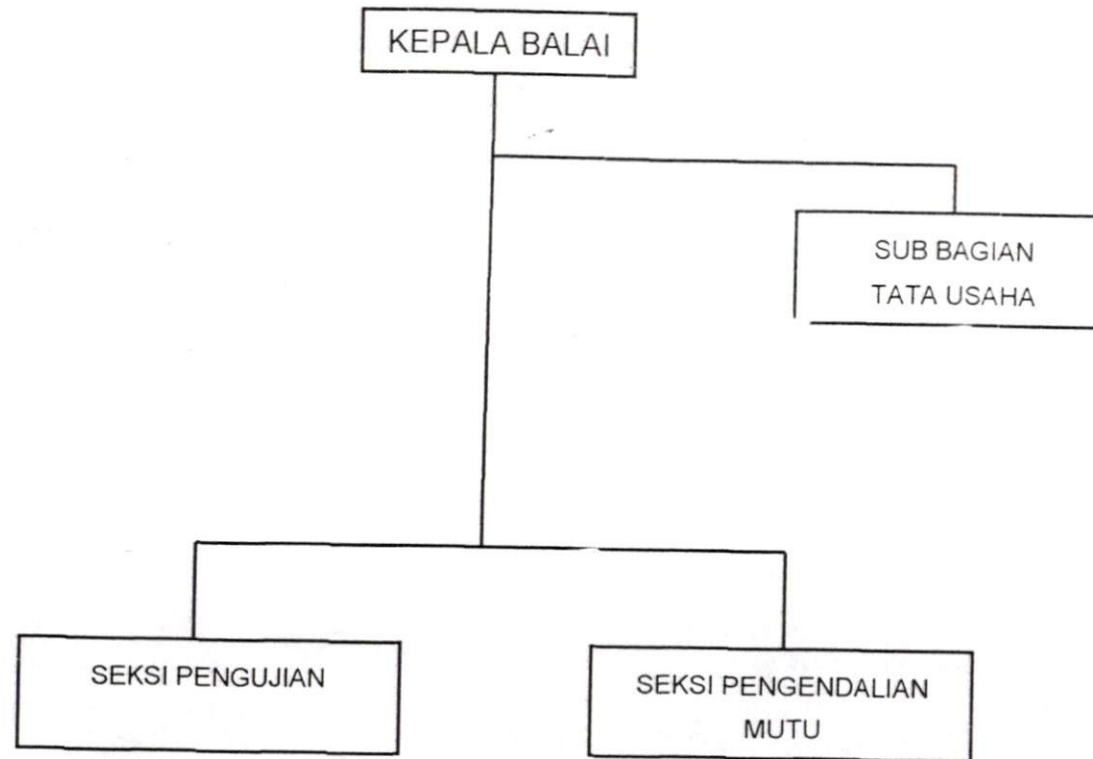 KEPALA BALAI
SUB BAGIAN
TATA USAHA
SEKSI PENGUJIAN
SEKSI PENGENDALIAN
MUTU